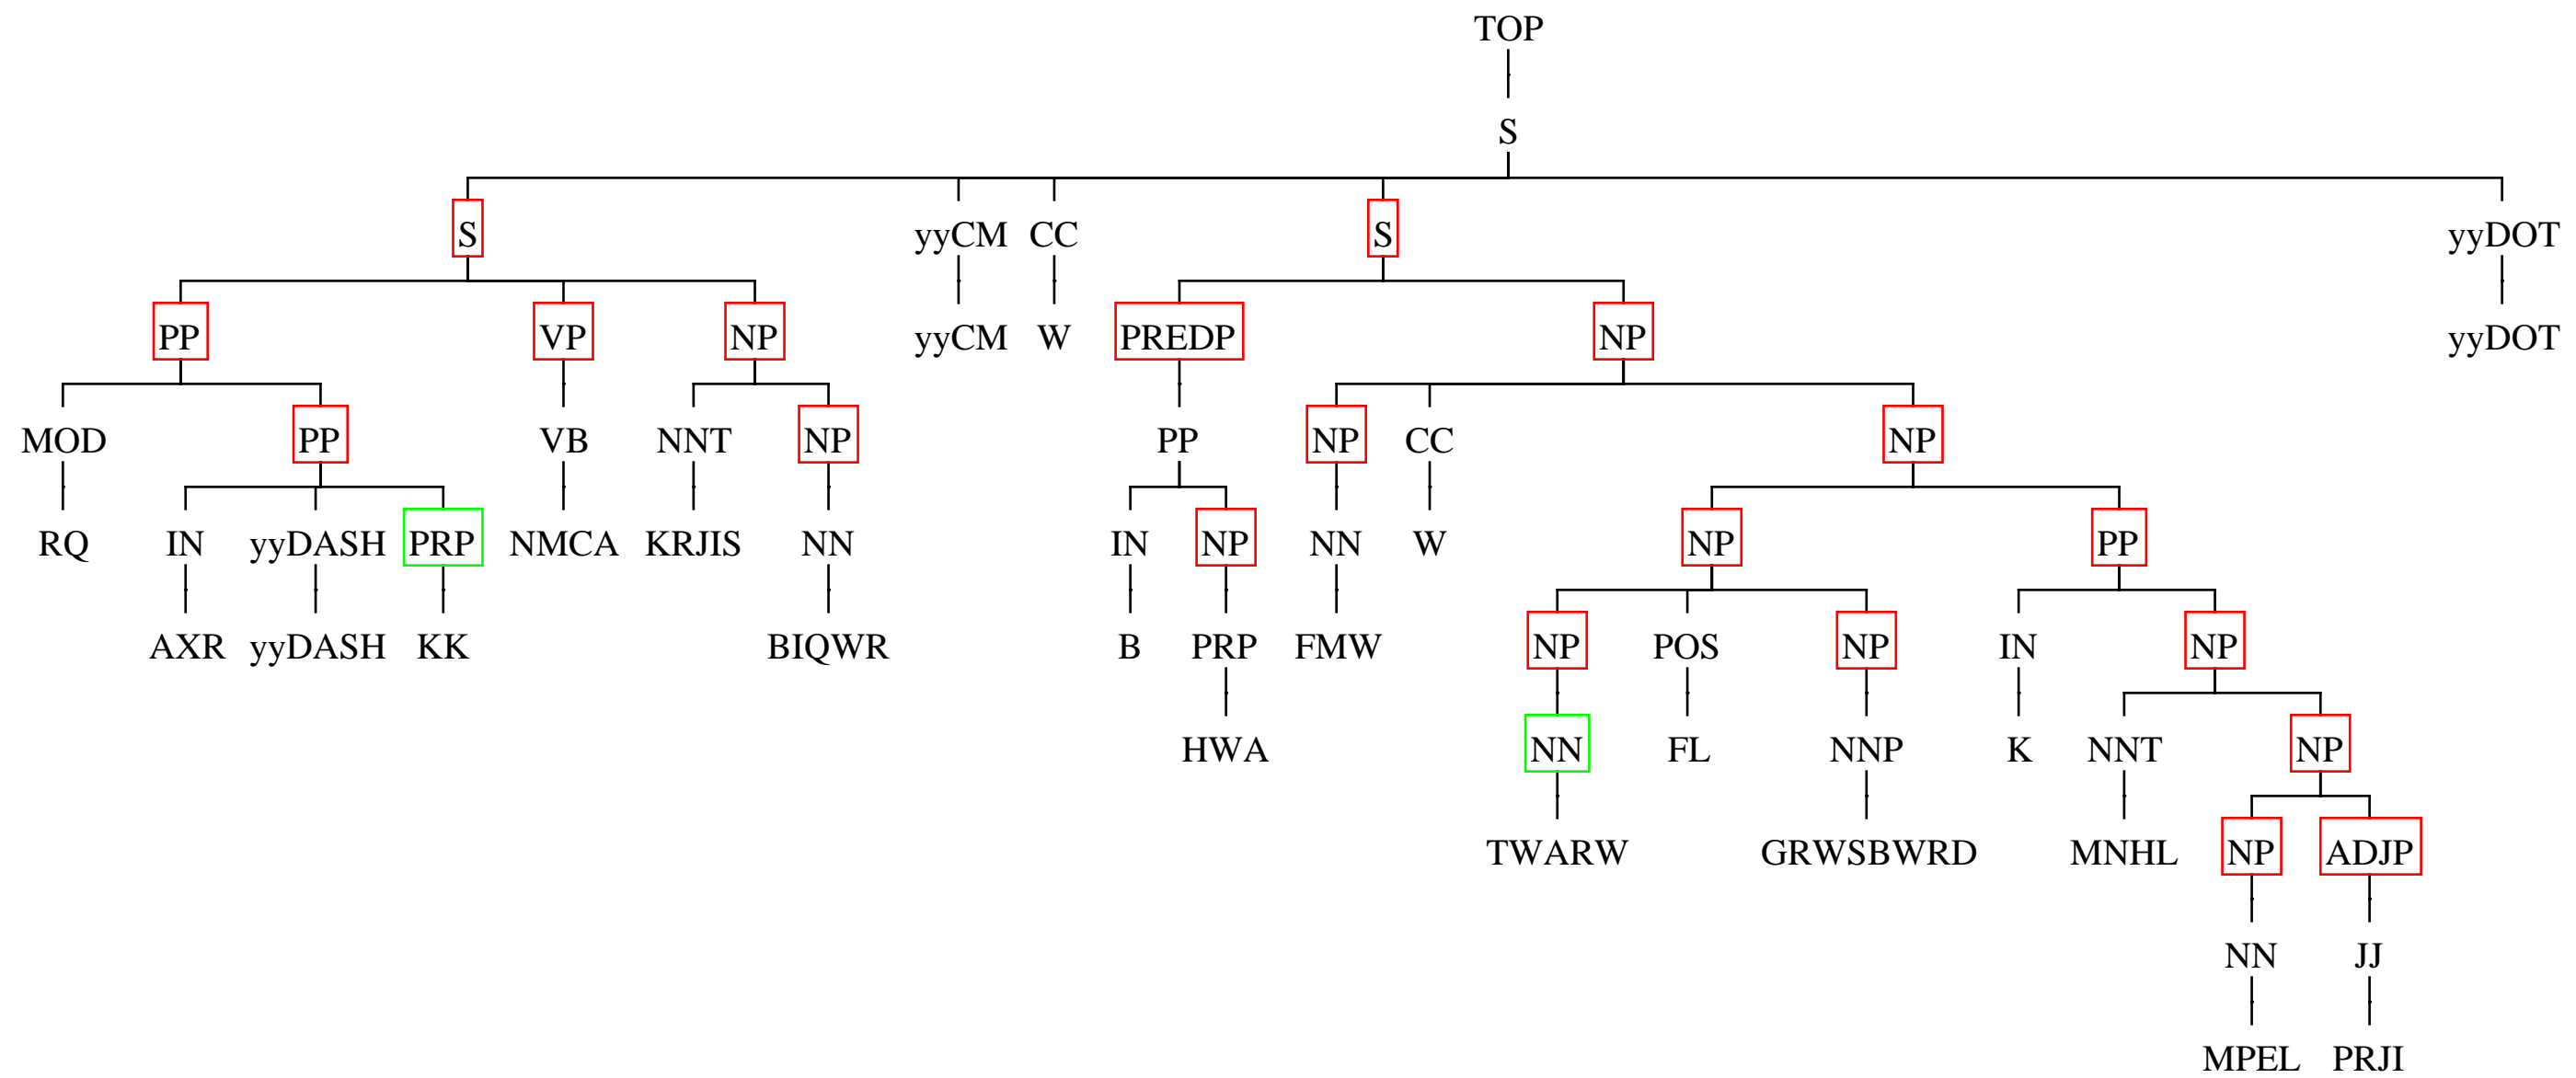 TOP
S
S yyCM CC S yyDOT
PP VP NP yyCM W PREDP NP yyDOT
MOD PP VB NNT NP PP NP CC NP
RQ IN yyDASH PRP NMCA KRJIS NN IN NP NN W NP PP
AXR yyDASH KK BIQWR B PRP FMW NP POS NP IN NP
HWA NN FL NNP K NNT NP
TWARW GRWSBWRD MNHL NP ADJP
NN JJ
MPEL PRJI